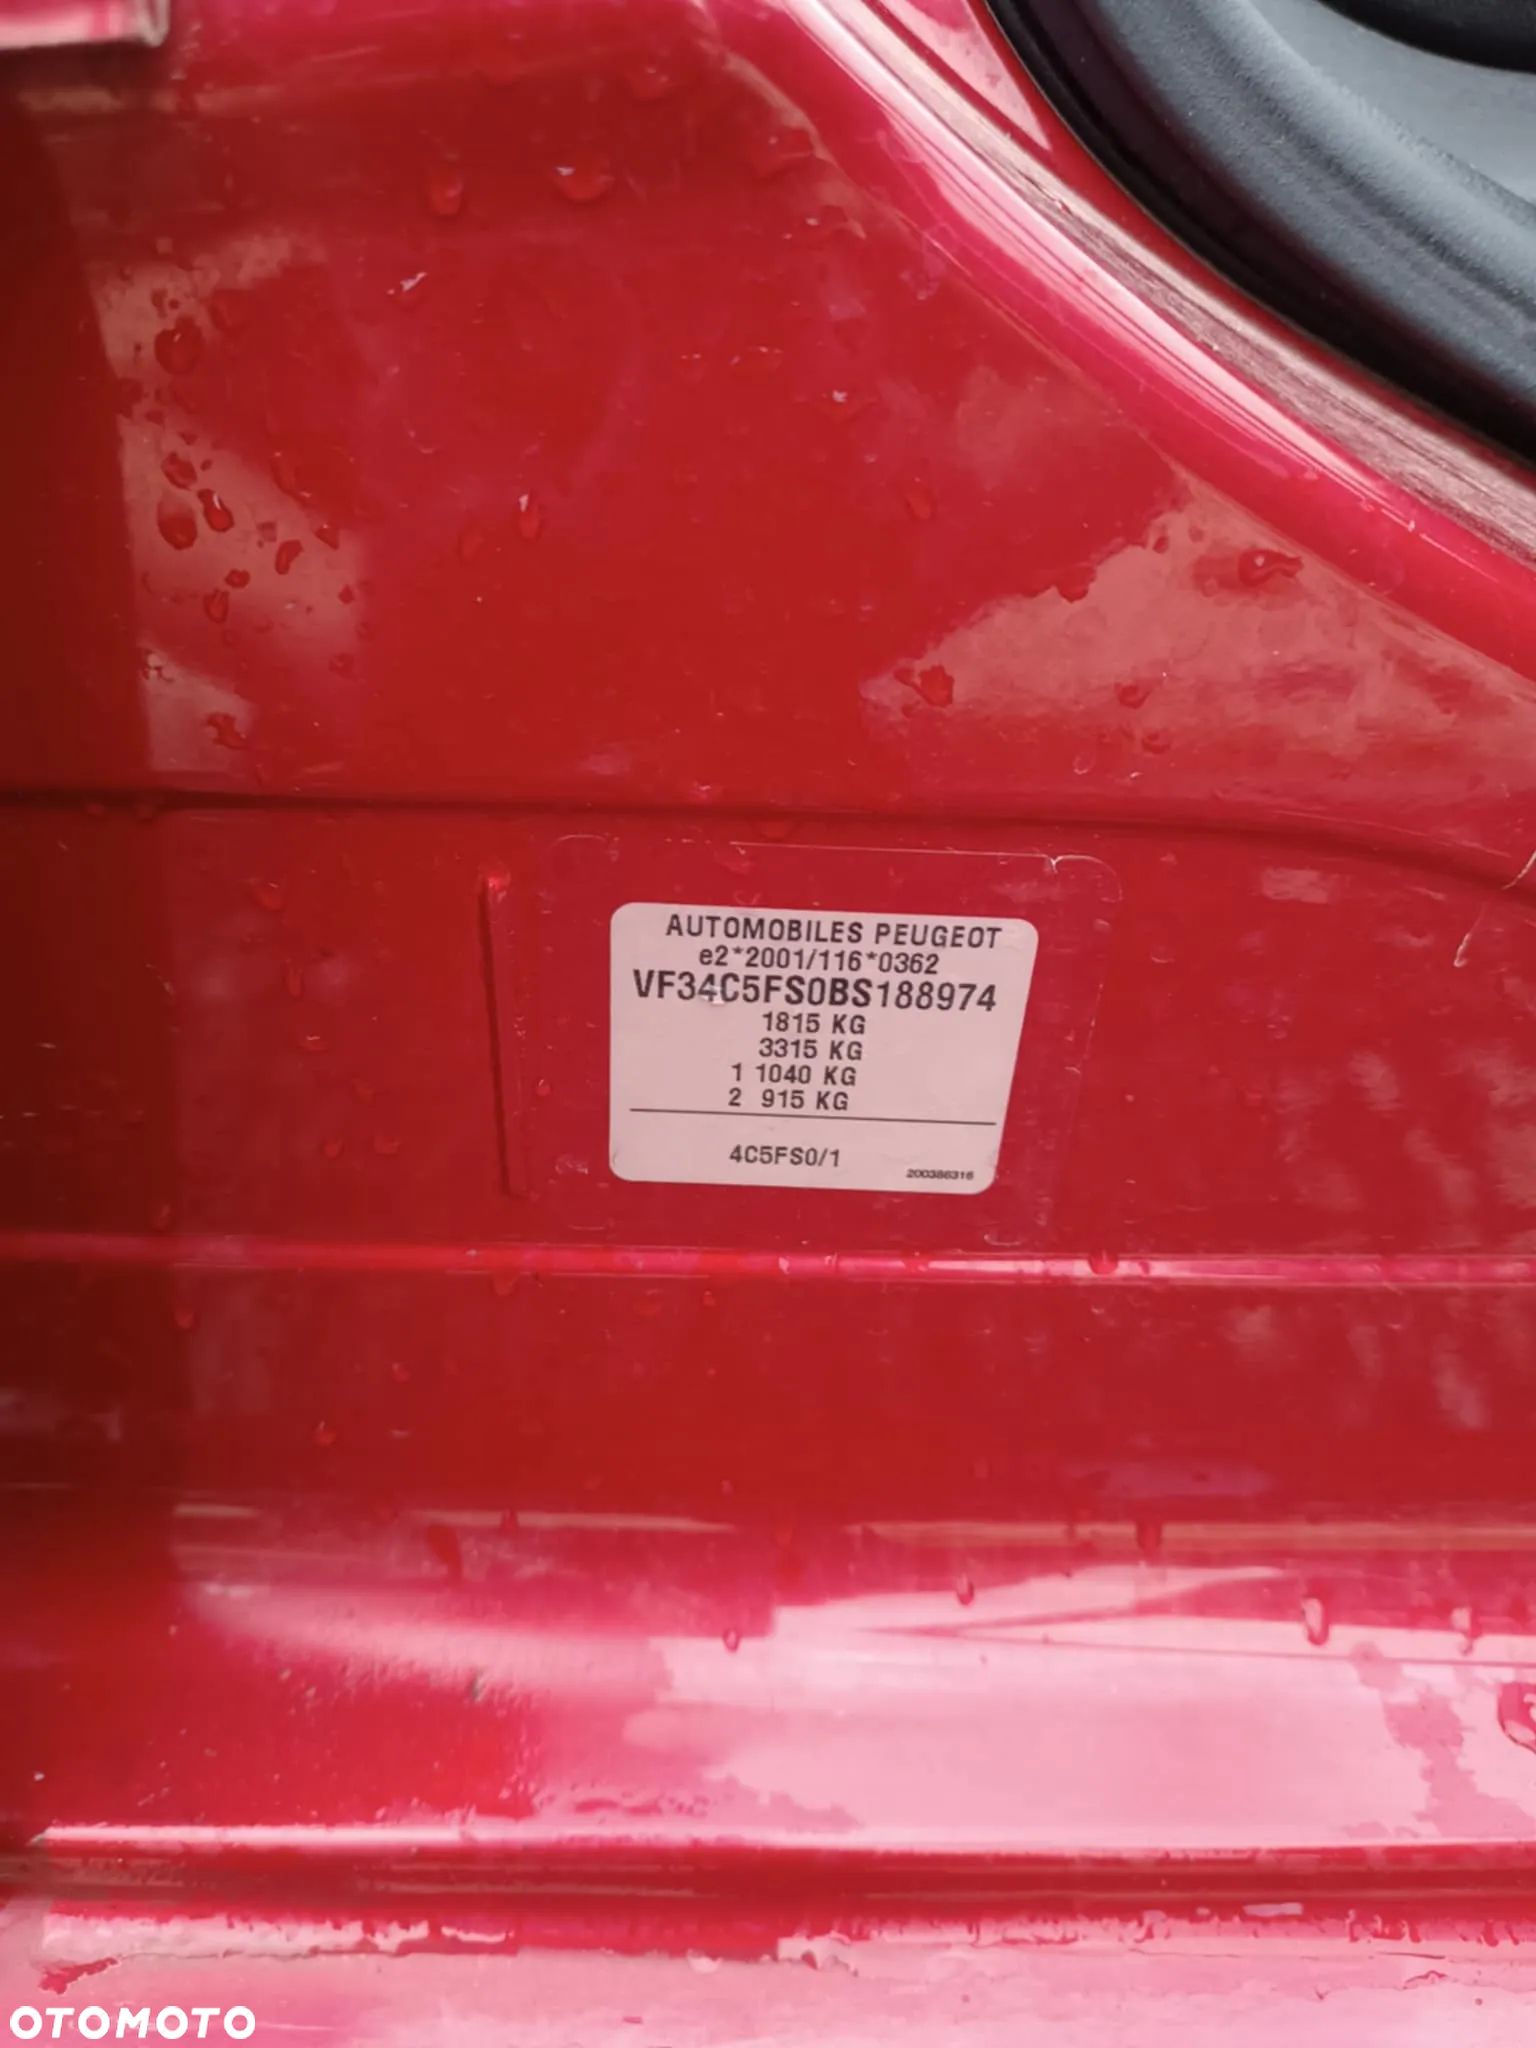 AUTOMOBILES PEUGEOT
e2*2001/116*0362
VF34C5FS0BS188974
1815 KG
3315 KG
1 1040 KG
2 915 KG
4C5FS0/1
200386316
OTOMOTO